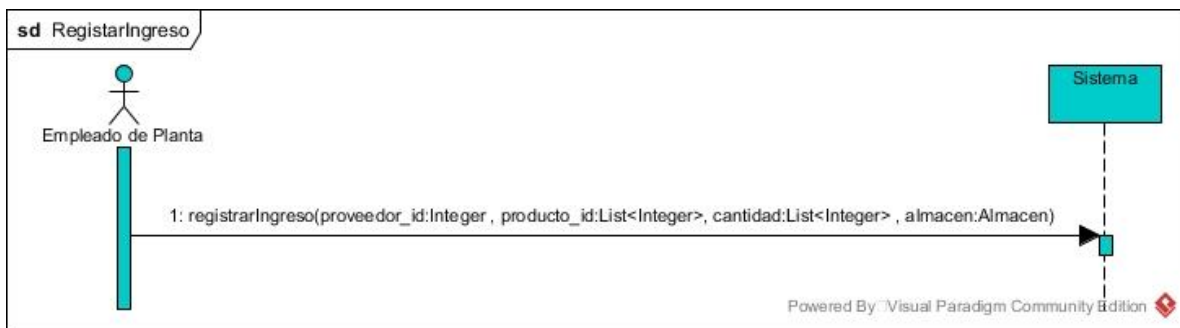 sd RegistarIngreso
Sistema
Empleado de Planta
1: registrarIngreso(proveedor_id:Integer , producto_id:List<Integer>, cantidad:List<Integer> , almacen:Almacen)
Powered By Visual Paradigm Community Edition